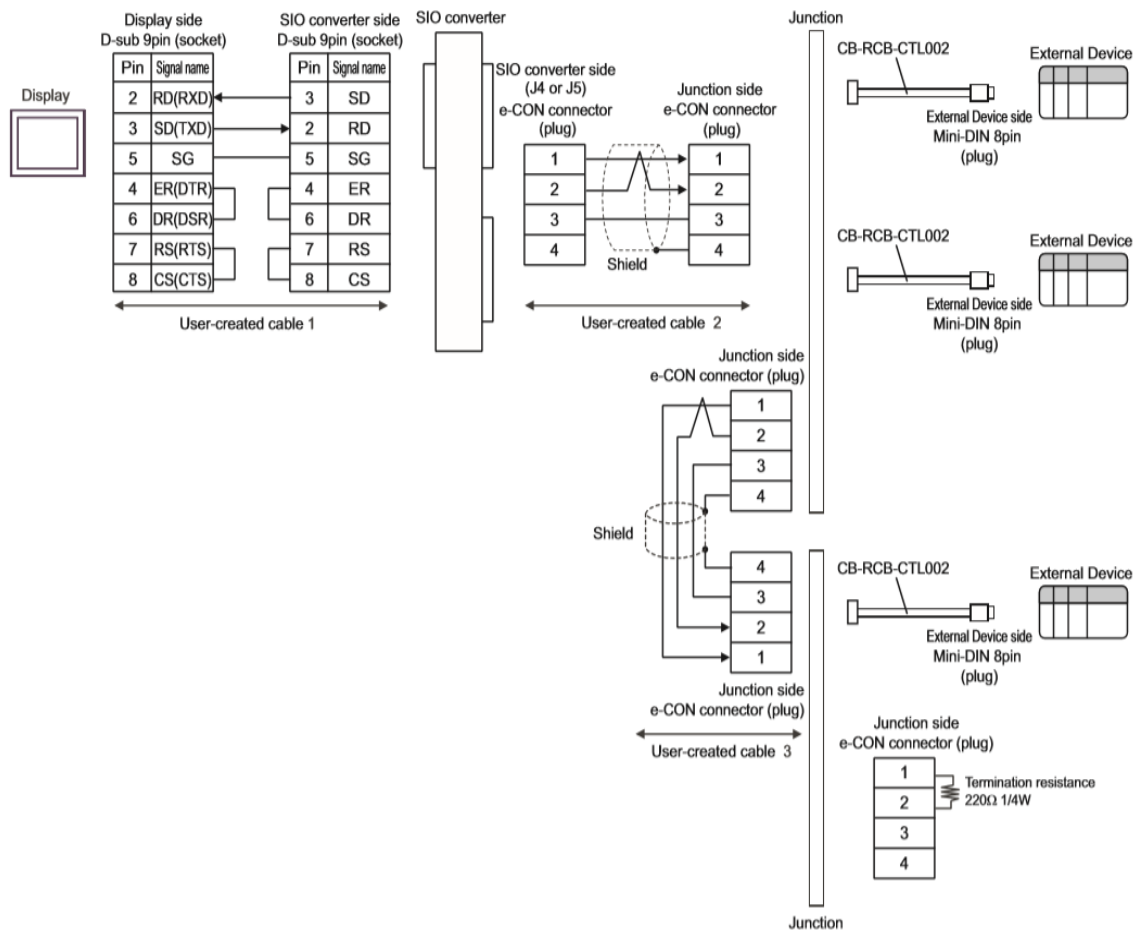 Display side
D-sub 9pin (socket)
SIO converter side
D-sub 9pin (socket)
SIO converter
Junction
Display
Pin Signal name
2 RD(RXD)
3 SD(TXD)
5 SG
4 ER(DTR)
6 DR(DSR)
7 RS(RTS)
8 CS(CTS)
Pin Signal name
3 SD
2 RD
5 SG
4 ER
6 DR
7 RS
8 CS
User-created cable 1
SIO converter side
(J4 or J5)
e-CON connector
(plug)
1
2
3
4
Shield
Junction side
e-CON connector
(plug)
1
2
3
4
User-created cable 2
CB-RCB-CTL002
External Device
External Device side
Mini-DIN 8pin
(plug)
CB-RCB-CTL002
External Device
External Device side
Mini-DIN 8pin
(plug)
Junction side
e-CON connector (plug)
1
2
3
4
Shield
4
3
2
1
Junction side
e-CON connector (plug)
User-created cable 3
CB-RCB-CTL002
External Device
External Device side
Mini-DIN 8pin
(plug)
Junction side
e-CON connector (plug)
1
2
3
4
Termination resistance
220Ω 1/4W
Junction